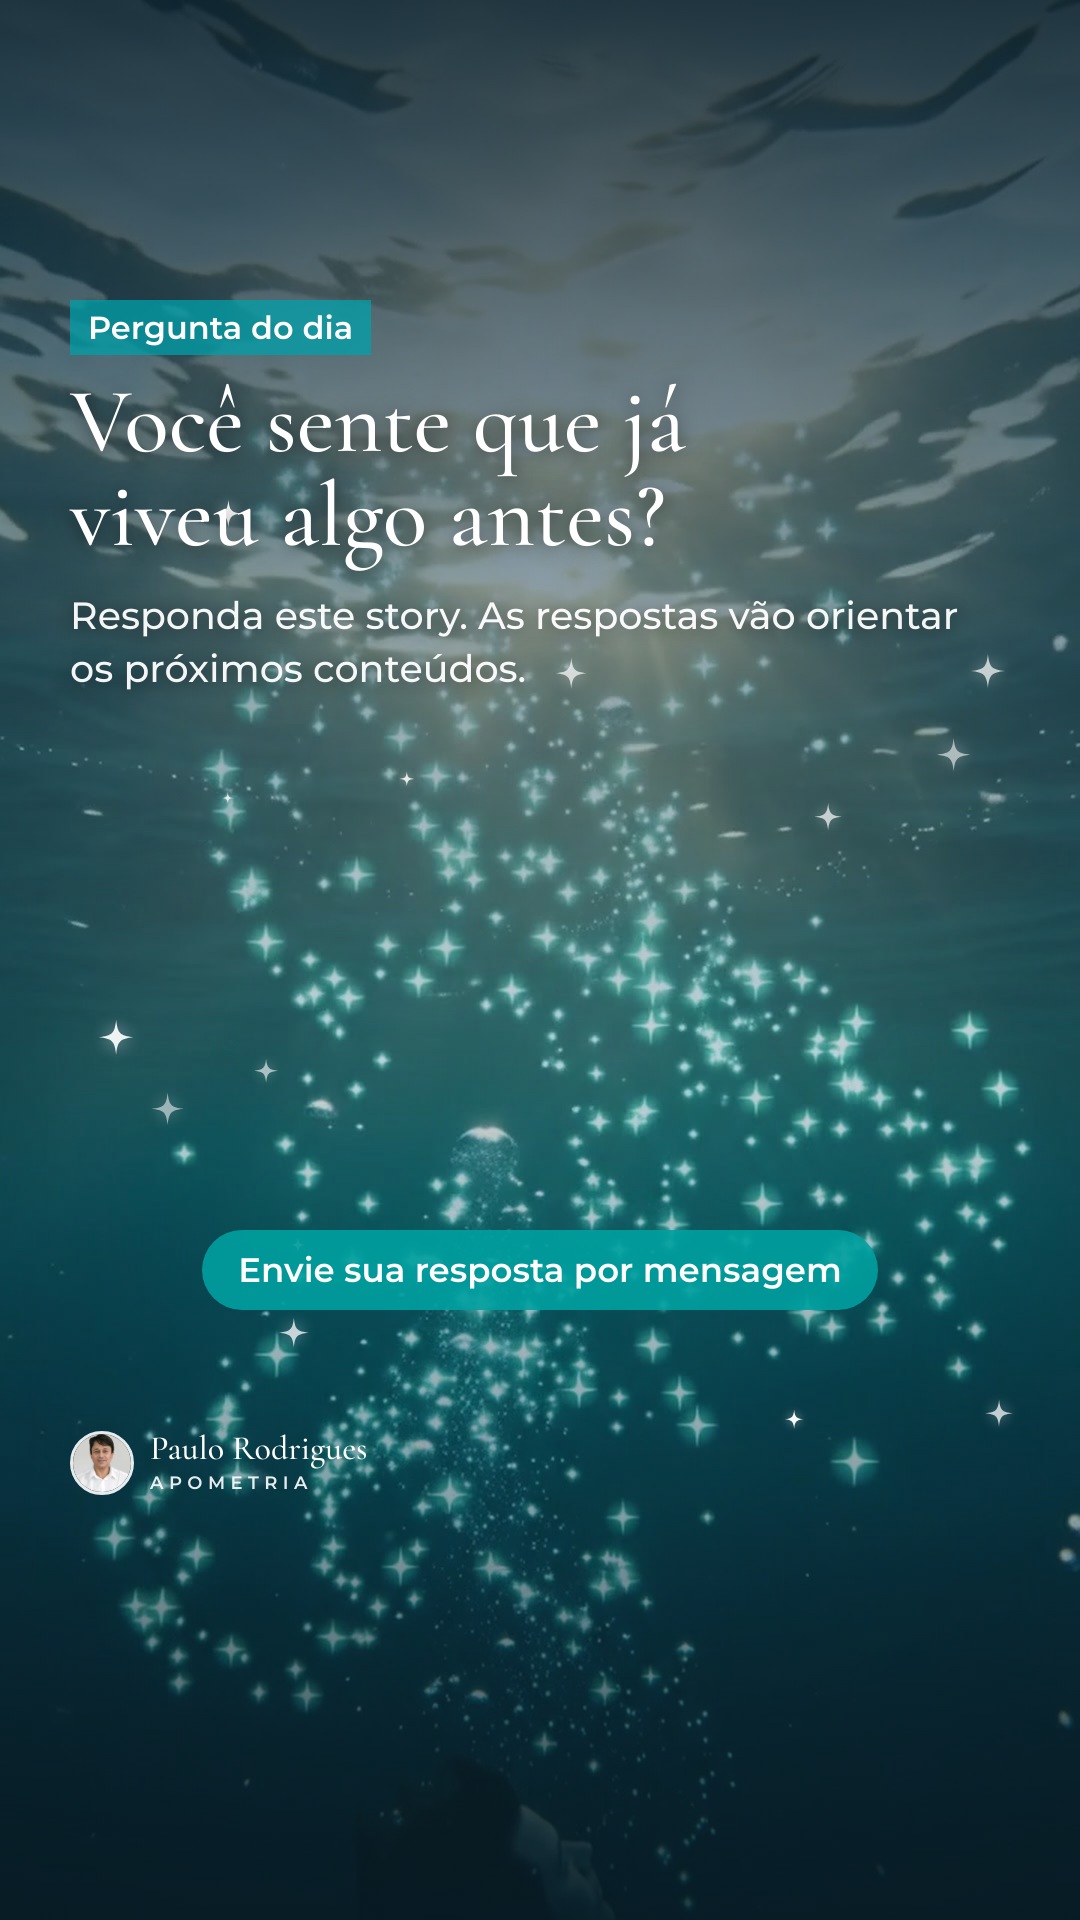 Pergunta do dia
Você sente que já
viveu algo antes?
Responda este story. As respostas vão orientar
os próximos conteúdos.
Envie sua resposta por mensagem
Paulo Rodrigues
APOMETRIA